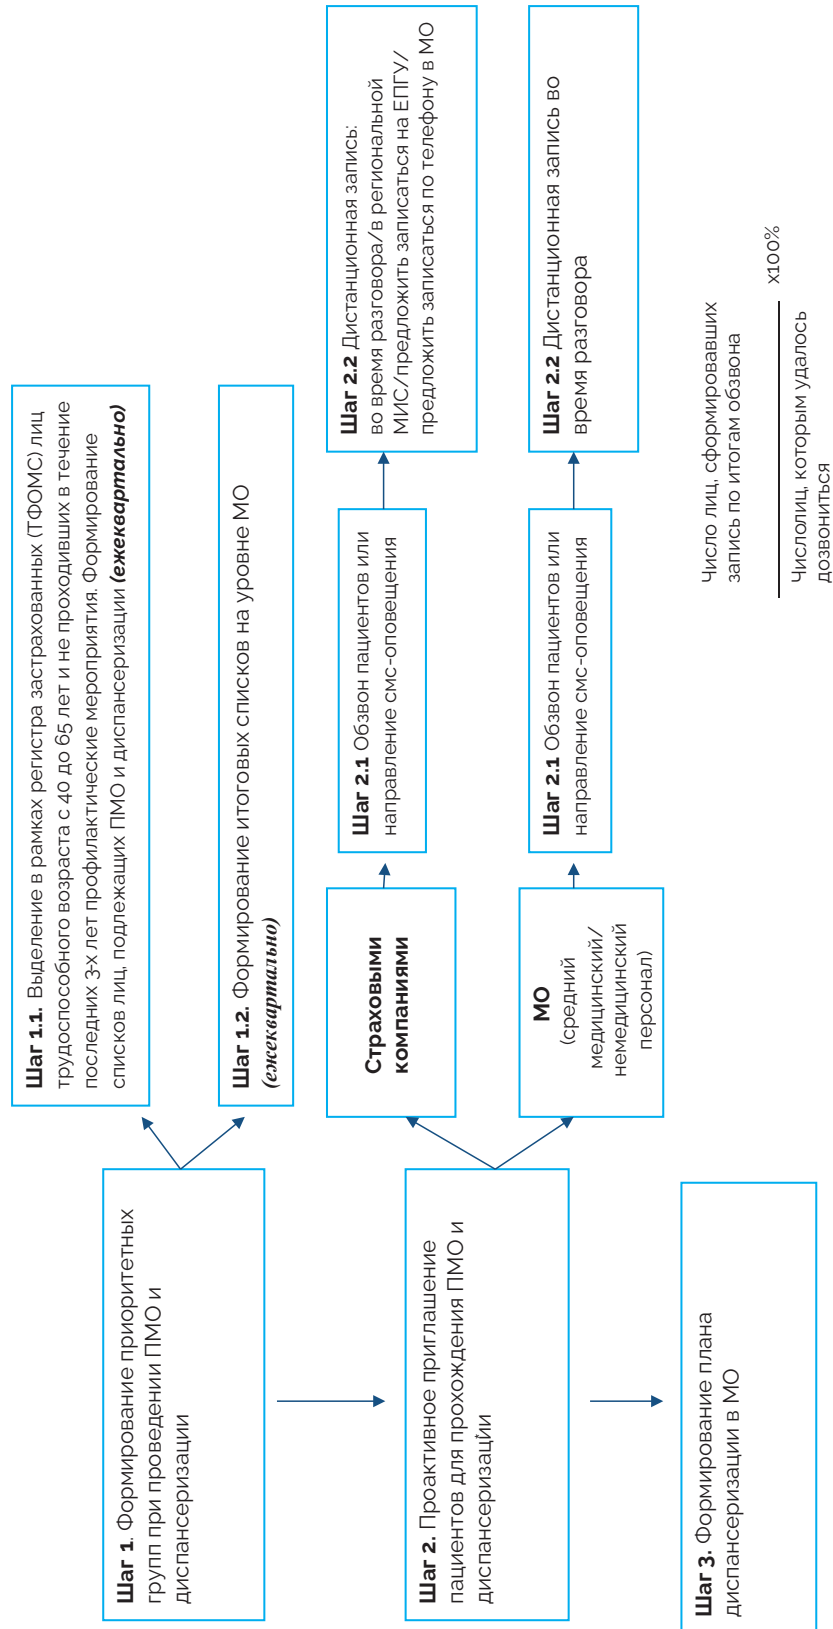 Шаг 1. Формирование приоритетных
групп при проведении ПМО и
диспансеризации
Шаг 1.1. Выделение в рамках регистра застрахованных (ТФОМС) лиц
трудоспособного возраста с 40 до 65 лет и не проходивших в течение
последних 3-х лет профилактические мероприятия. Формирование
списков лиц, подлежащих ПМО и диспансеризации (ежеквартально)
Шаг 1.2. Формирование итоговых списков на уровне МО
(ежеквартально)
Шаг 2. Проактивное приглашение
пациентов для прохождения ПМО и
диспансеризации
Страховыми
компаниями
Шаг 2.1 Обзвон пациентов или
направление смс-оповещения
Шаг 2.2 Дистанционная запись:
во время разговора/в региональной
МИС/предложить записаться на ЕПГУ/
предложить записаться по телефону в МО
МО
(средний
медицинский/
немедицинский
персонал)
Шаг 2.1 Обзвон пациентов или
направление смс-оповещения
Шаг 2.2 Дистанционная запись во
время разговора
Шаг 3. Формирование плана
диспансеризации в МО
Число лиц, сформировавших
запись по итогам обзвона
х100%
Числолиц, которым удалось
дозвониться